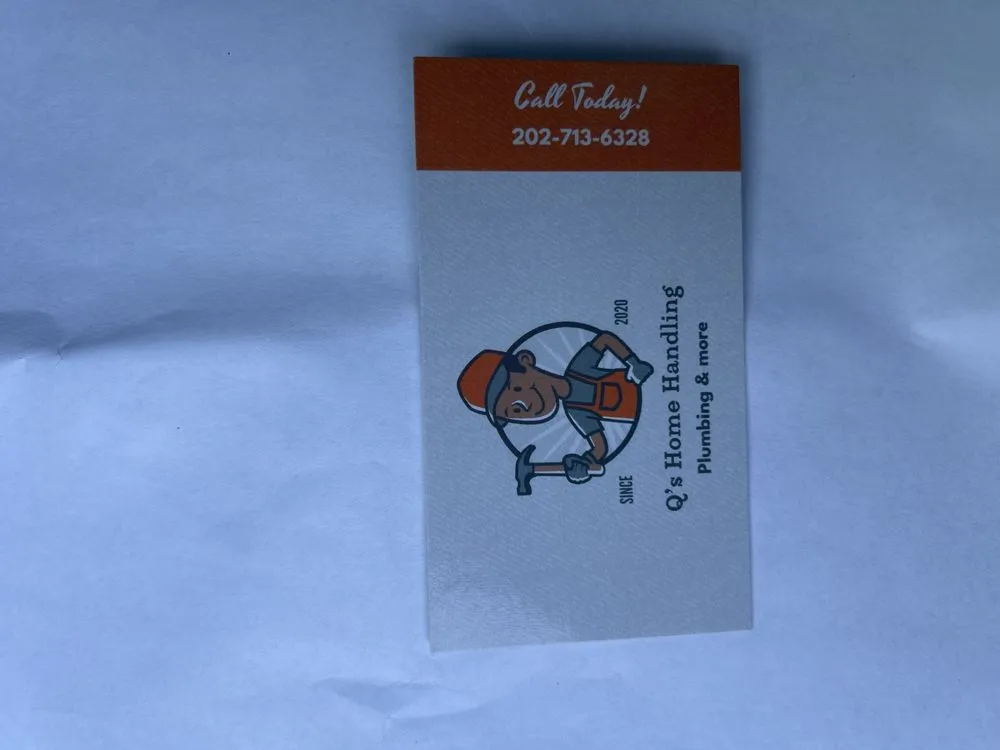 Call Today!
202-713-6328
SINCE 2020
Q's Home Handling
Plumbing & more